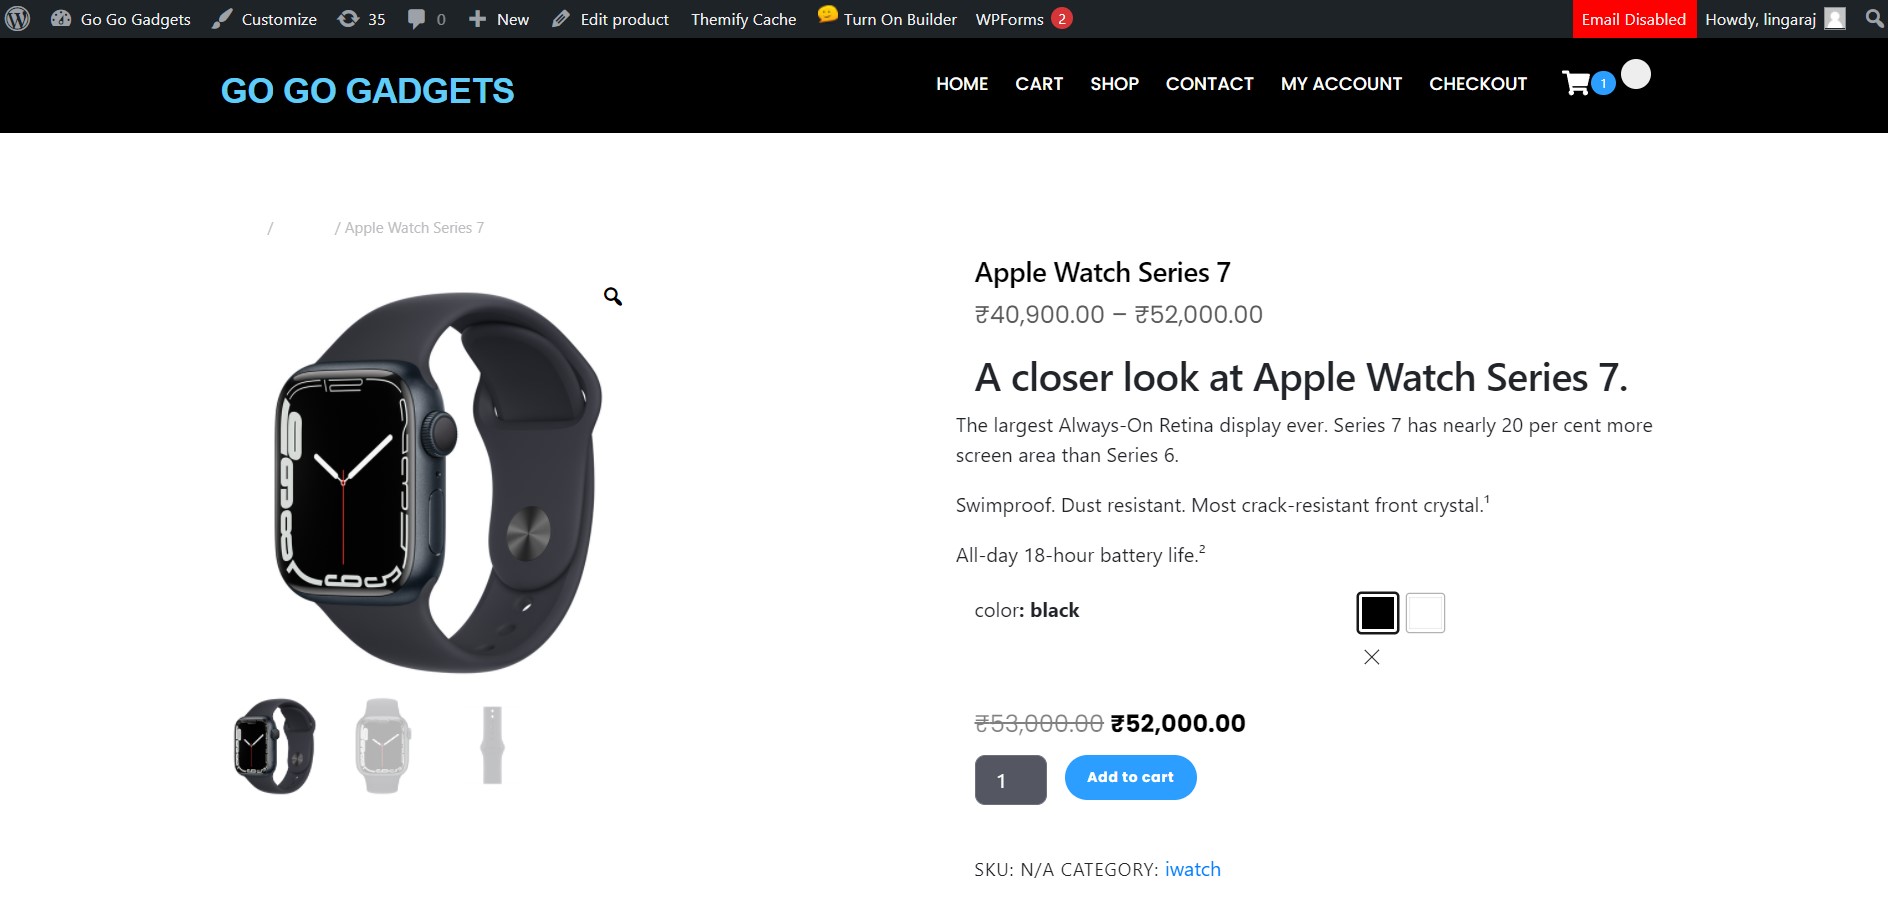 Go Go Gadgets Customize 35 0 New Edit product Themify Cache Turn On Builder WPForms 2 Email Disabled Howdy, lingaraj
GO GO GADGETS HOME CART SHOP CONTACT MY ACCOUNT CHECKOUT 1
/ / Apple Watch Series 7
Apple Watch Series 7
₹40,900.00 – ₹52,000.00
A closer look at Apple Watch Series 7.
The largest Always-On Retina display ever. Series 7 has nearly 20 per cent more
screen area than Series 6.
Swimproof. Dust resistant. Most crack-resistant front crystal.¹
All-day 18-hour battery life.²
color: black
₹53,000.00 ₹52,000.00
1 Add to cart
SKU: N/A CATEGORY: iwatch